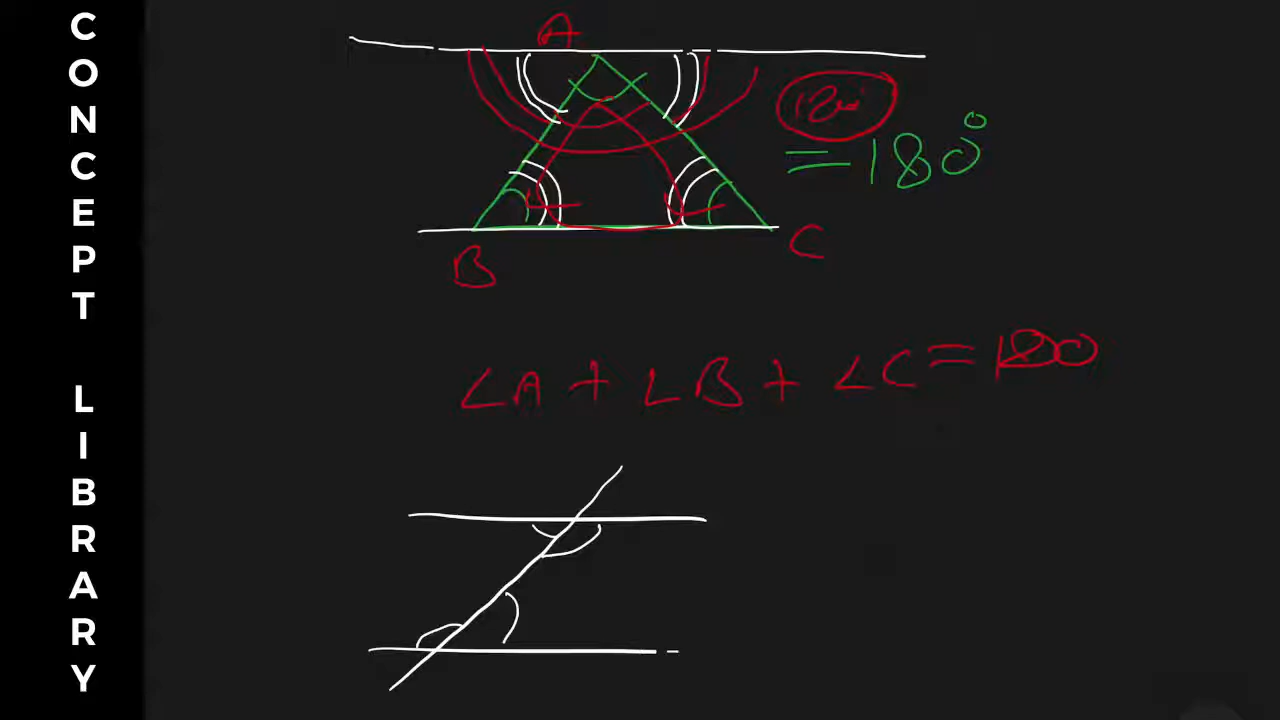 CONCEPT LIBRARY
A
180°
= 180°
B
C
∠A + ∠B + ∠C = 180